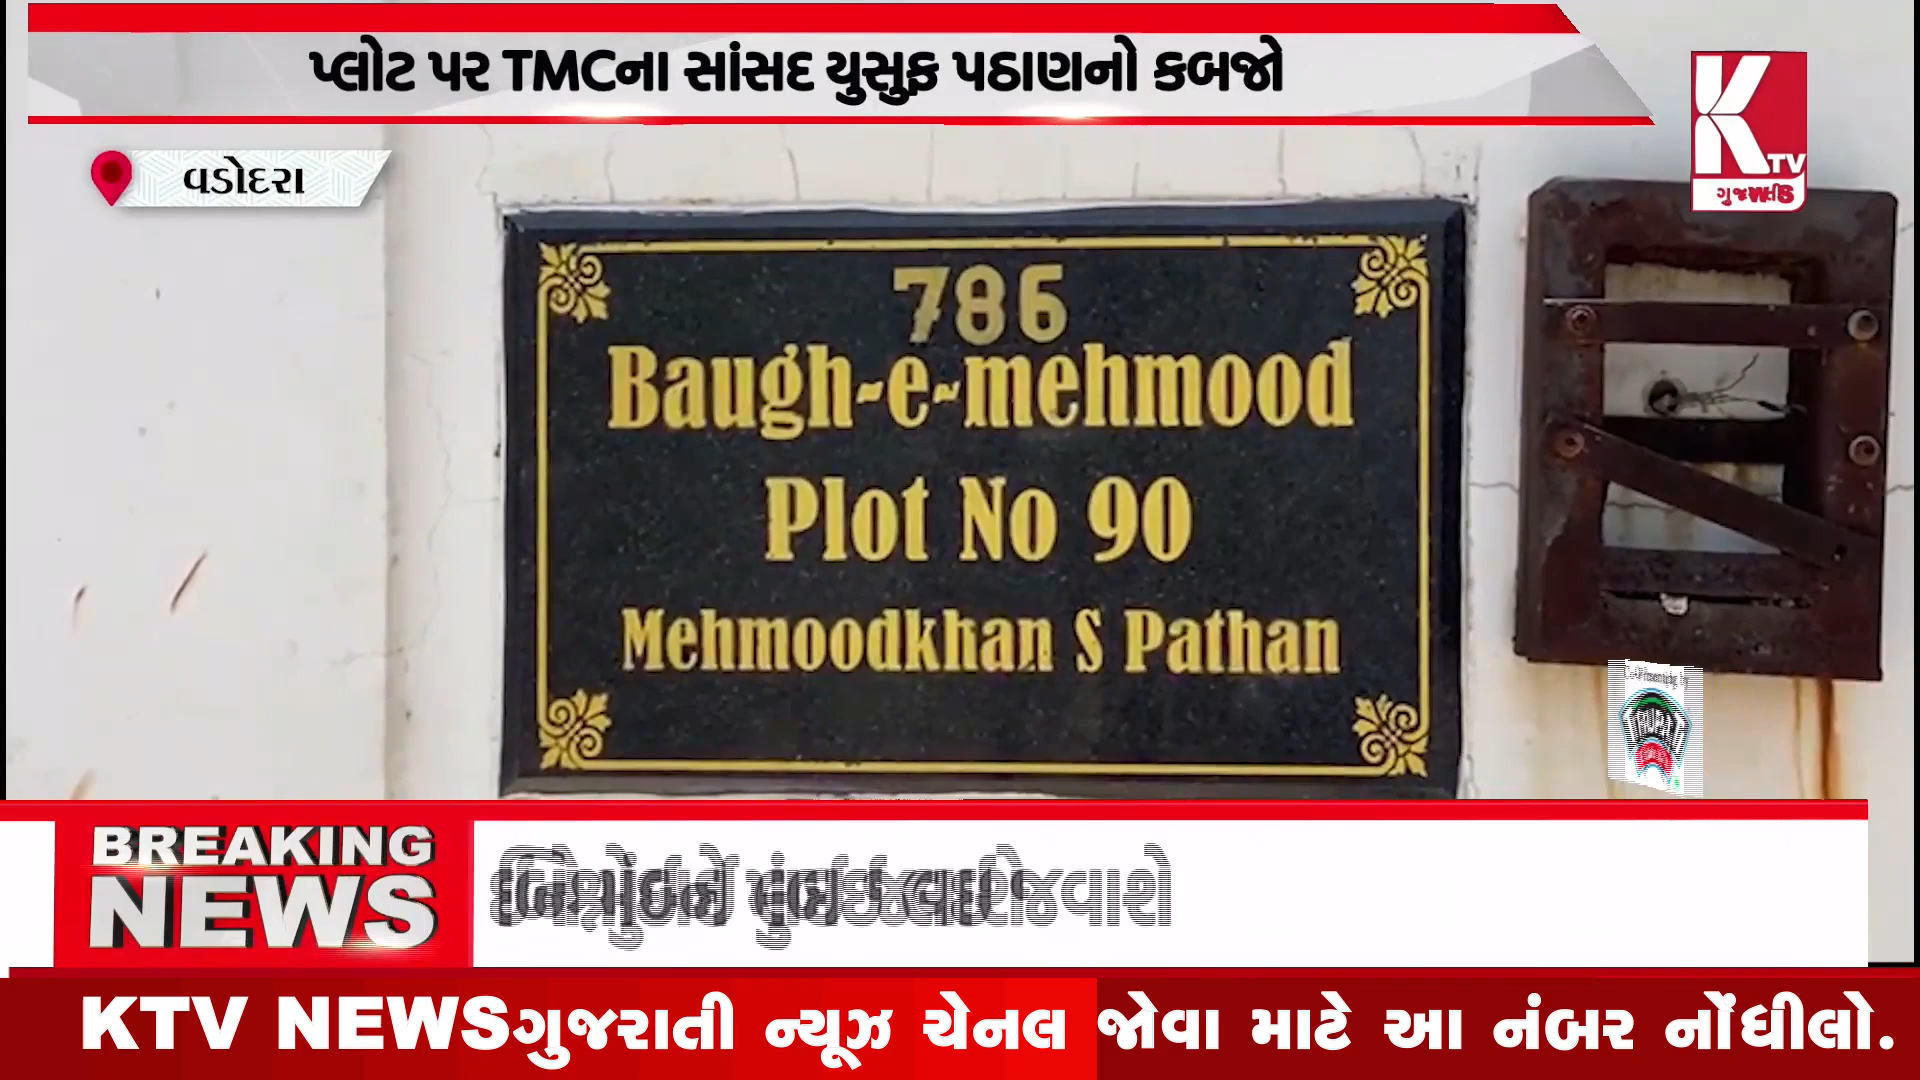 પ્લોટ પર TMCના સાંસદ યુસુફ પઠાણનો કબજો
વડોદરા
K
TV
786
Baugh-e-mehmood
Plot No 90
Mehmoodkhan S Pathan
BREAKING
NEWS
KTV NEWSગુજરાતી ન્યૂઝ ચેનલ જોવા માટે આ નંબર નોંધીલો.